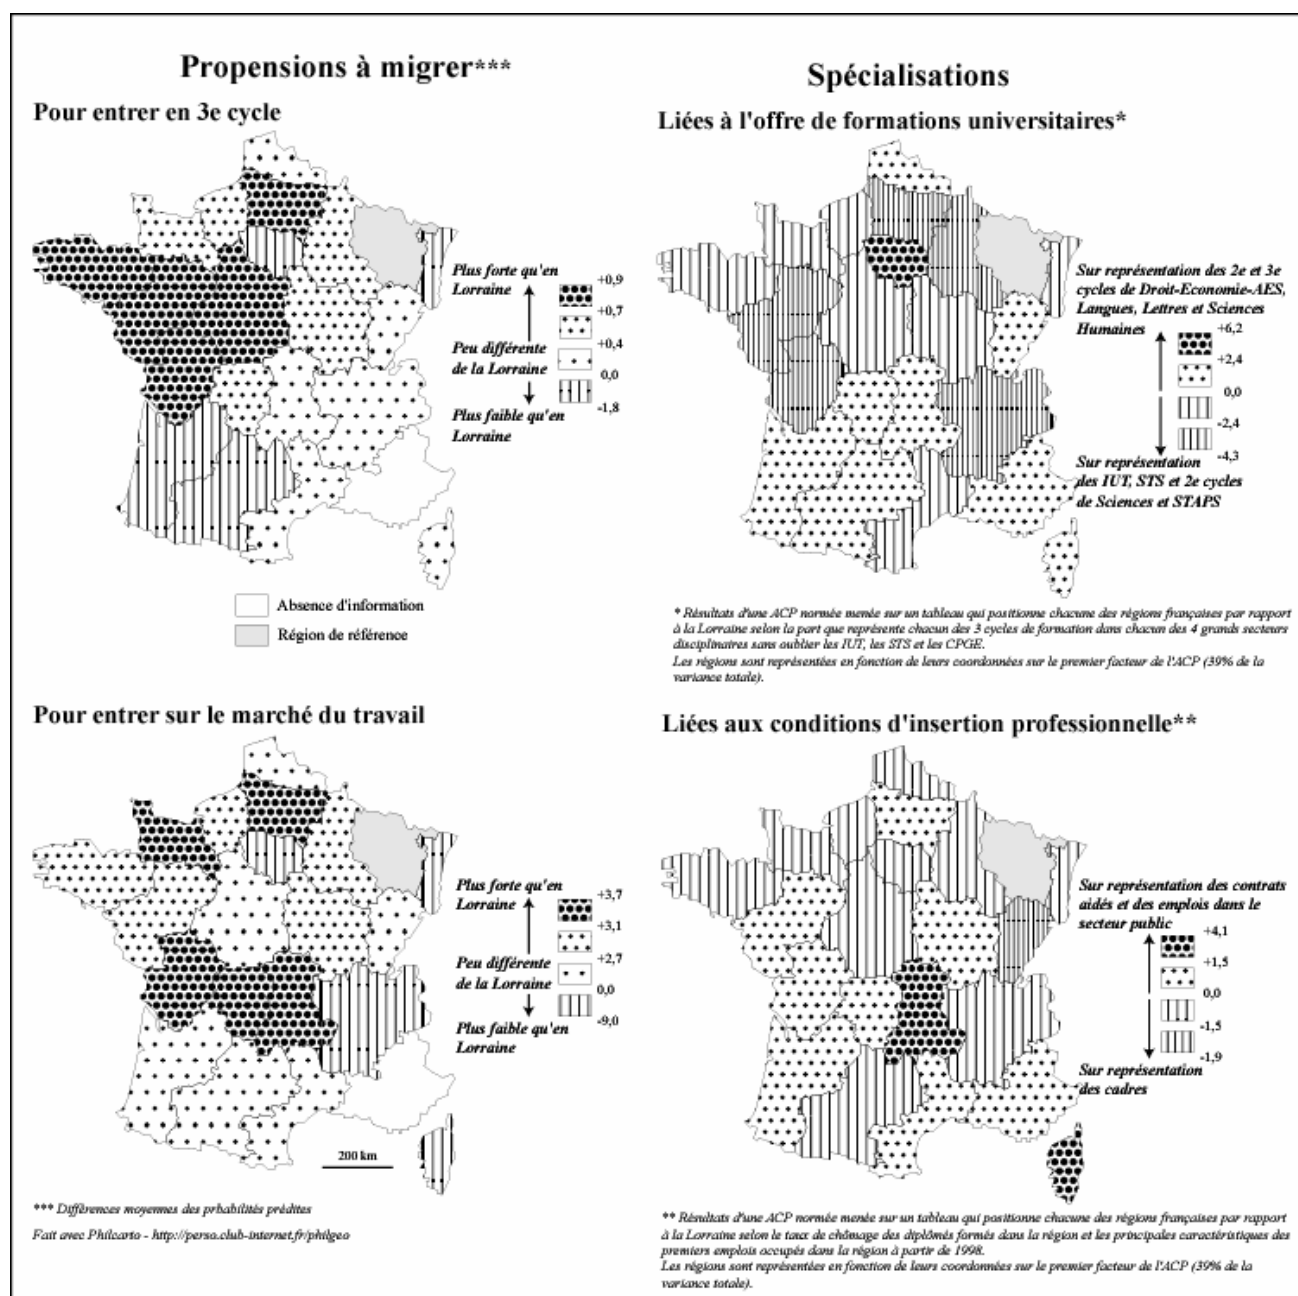 Propensions à migrer***
Pour entrer en 3e cycle
Plus forte qu'en
Lorraine
Peu différente
de la Lorraine
Plus faible qu'en
Lorraine
+0,9
+0,7
+0,4
0,0
-1,8
Absence d'information
Région de référence
Spécialisations
Liées à l'offre de formations universitaires*
Sur représentation des 2e et 3e
cycles de Droit-Economie-AES,
Langues, Lettres et Sciences
Humaines
+6,2
+2,4
0,0
-2,4
-4,3
Sur représentation
des IUT, STS et 2e cycles
de Sciences et STAPS
* Résultats d'une ACP normée menée sur un tableau qui positionne chacune des régions françaises par rapport
à la Lorraine selon la part que représente chacun des 3 cycles de formation dans chacun des 4 grands secteurs
disciplinaires sans oublier les IUT, les STS et les CPGE.
Les régions sont représentées en fonction de leurs coordonnées sur le premier facteur de l'ACP (39% de la
variance totale).
Pour entrer sur le marché du travail
Plus forte qu'en
Lorraine
Peu différente
de la Lorraine
Plus faible qu'en
Lorraine
+3,7
+3,1
+2,7
0,0
-9,0
200 km
*** Différences moyennes des prbabilités prédites
Fait avec Philcarto - http://perso.club-internet.fr/philgeo
Liées aux conditions d'insertion professionnelle**
Sur représentation des contrats
aidés et des emplois dans le
secteur public
+4,1
+1,5
0,0
-1,5
-1,9
Sur représentation
des cadres
** Résultats d'une ACP normée menée sur un tableau qui positionne chacune des régions françaises par rapport
à la Lorraine selon le taux de chômage des diplômés formés dans la région et les principales caractéristiques des
premiers emplois occupés dans la région à partir de 1998.
Les régions sont représentées en fonction de leurs coordonnées sur le premier facteur de l'ACP (39% de la
variance totale).